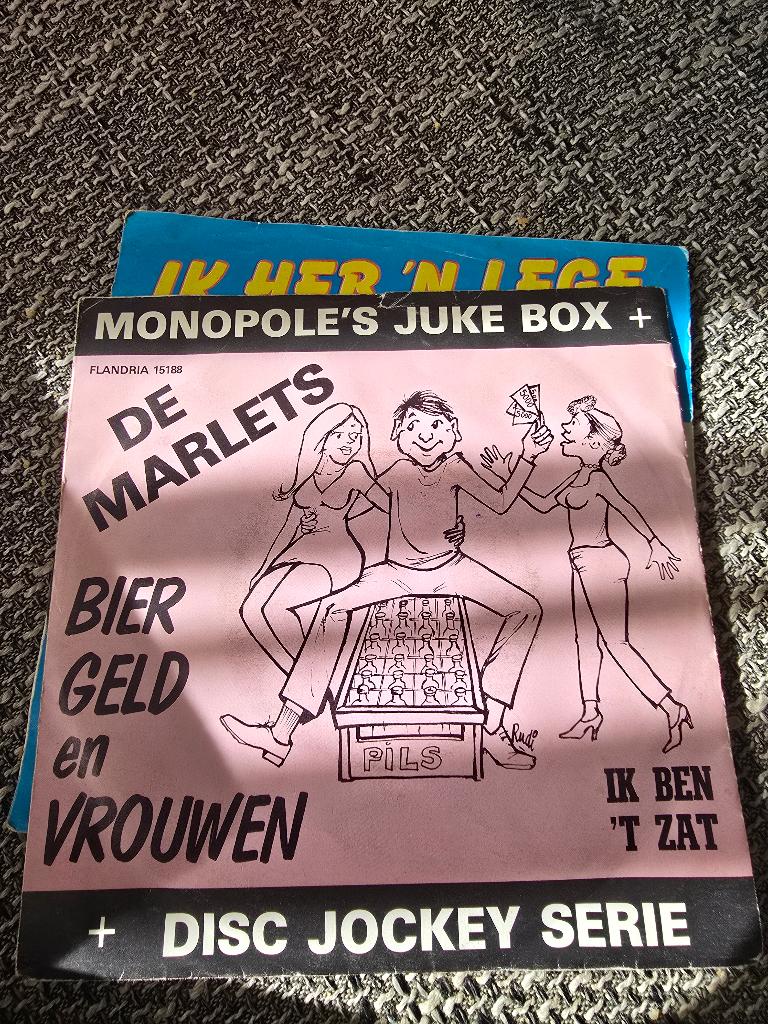 IK HEB 'N LEGE
MONOPOLE'S JUKE BOX +
FLANDRIA 15188
DE
MARLETS
5000
BIER
GELD
en
VROUWEN
Rudi
PILS
IK BEN
'T ZAT
+ DISC JOCKEY SERIE